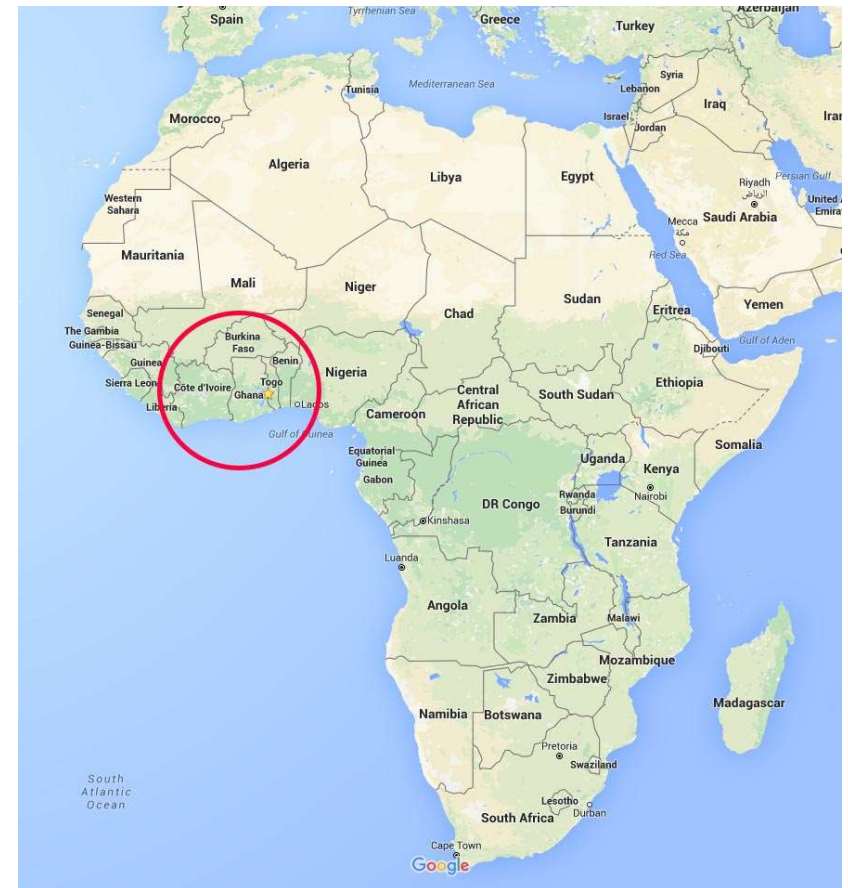 Tyrrhenian Sea
Azerbaijan
Spain
Greece
Turkey
Tunisia
Mediterranean Sea
Syria
Lebanon
Iraq
Israel
Jordan
Iran
Morocco
Algeria
Libya
Egypt
Riyadh
الرياض
Persian Gulf
Western
Sahara
Mecca
مكة
Saudi Arabia
United
Emira
Red Sea
Mauritania
Mali
Niger
Chad
Sudan
Eritrea
Yemen
Senegal
The Gambia
Guinea-Bissau
Burkina
Faso
Djibouti
Gulf of Aden
Guinea
Benin
Nigeria
Sierra Leon
Côte d'Ivoire
Togo
Ghana
Lagos
Liberia
Central
African
Republic
South Sudan
Ethiopia
Cameroon
Gulf of Guinea
Somalia
Equatorial
Guinea
Gabon
Uganda
Kenya
Nairobi
Rwanda
Burundi
DR Congo
Kinshasa
Tanzania
Luanda
Angola
Zambia
Malawi
Mozambique
Zimbabwe
Madagascar
Namibia
Botswana
Pretoria
Swaziland
South
Atlantic
Ocean
Lesotho
Durban
South Africa
Cape Town
Google